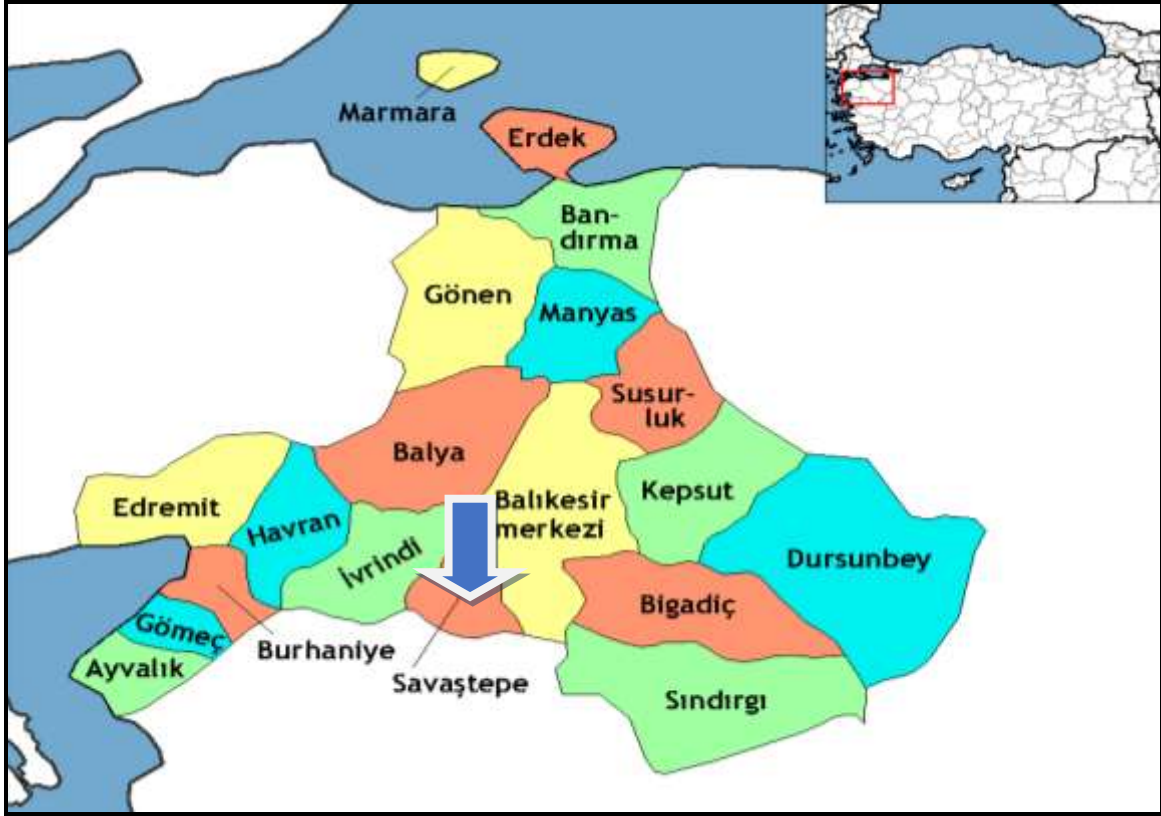 Marmara
Erdek
Ban-
dırma
Gönen
Manyas
Susur-
luk
Balya
Edremit
Havran
Balıkesir
merkezi
Kepsut
İvrindi
Dursunbey
Bigadiç
Gömeç
Burhaniye
Ayvalık
Savaştepe
Sındırgı